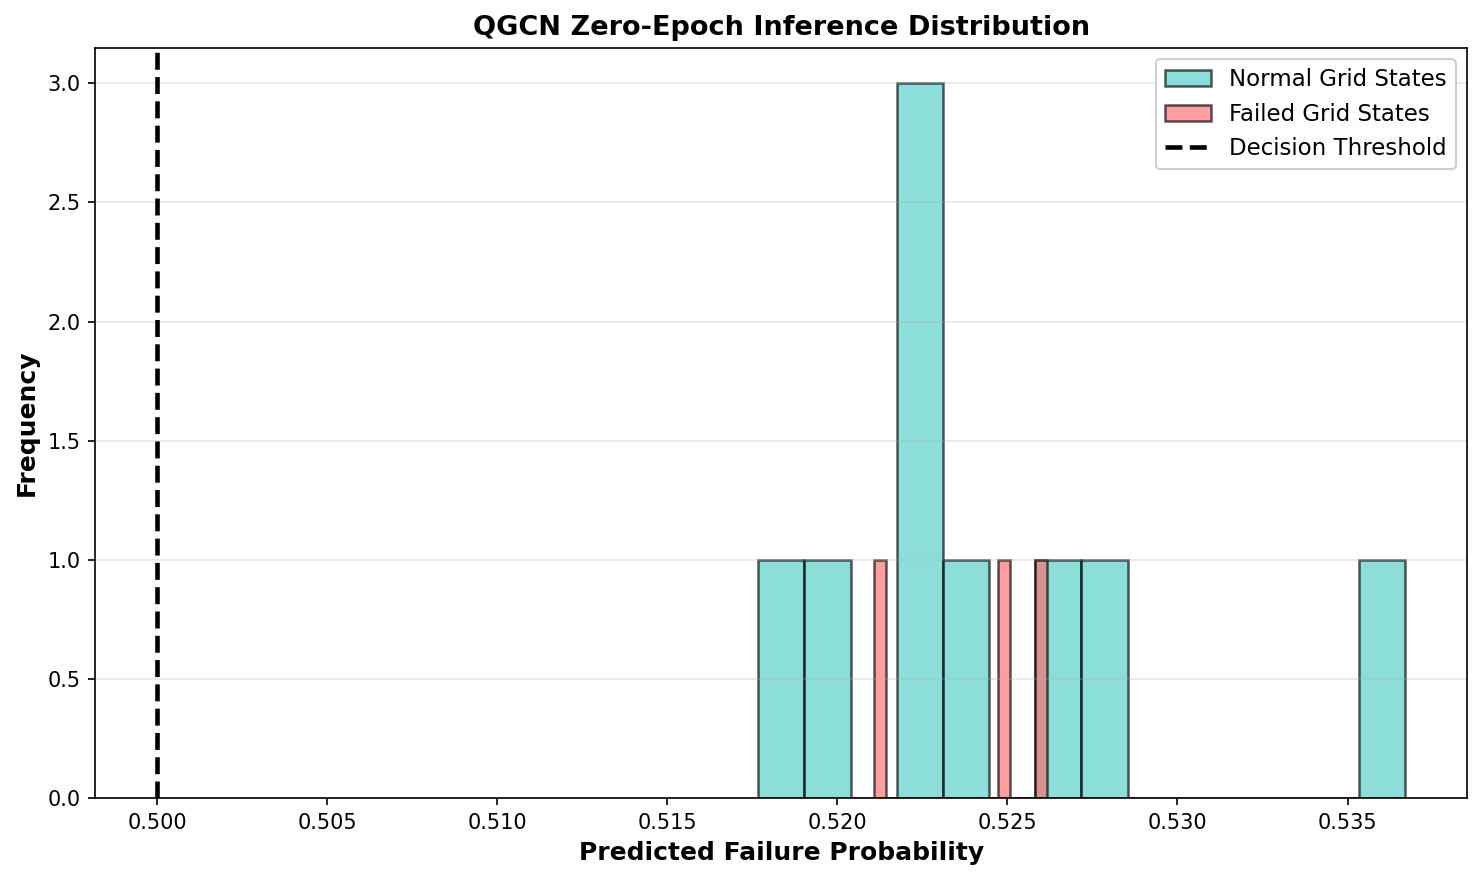 QGCN Zero-Epoch Inference Distribution
Normal Grid States
Failed Grid States
Decision Threshold
Frequency
3.0
2.5
2.0
1.5
1.0
0.5
0.0
0.500 0.505 0.510 0.515 0.520 0.525 0.530 0.535
Predicted Failure Probability